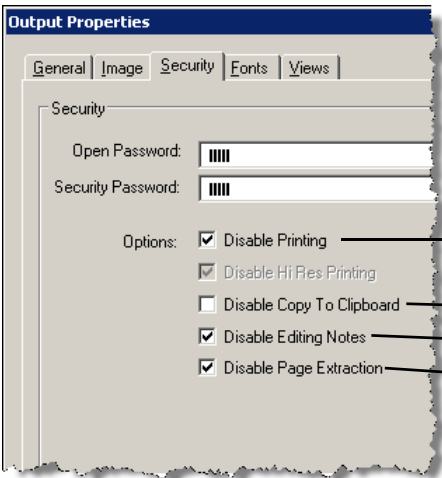 Output Properties
General Image Security Fonts Views
Security
Open Password:
Security Password:
Options: Disable Printing
Disable Hi Res Printing
Disable Copy To Clipboard
Disable Editing Notes
Disable Page Extraction